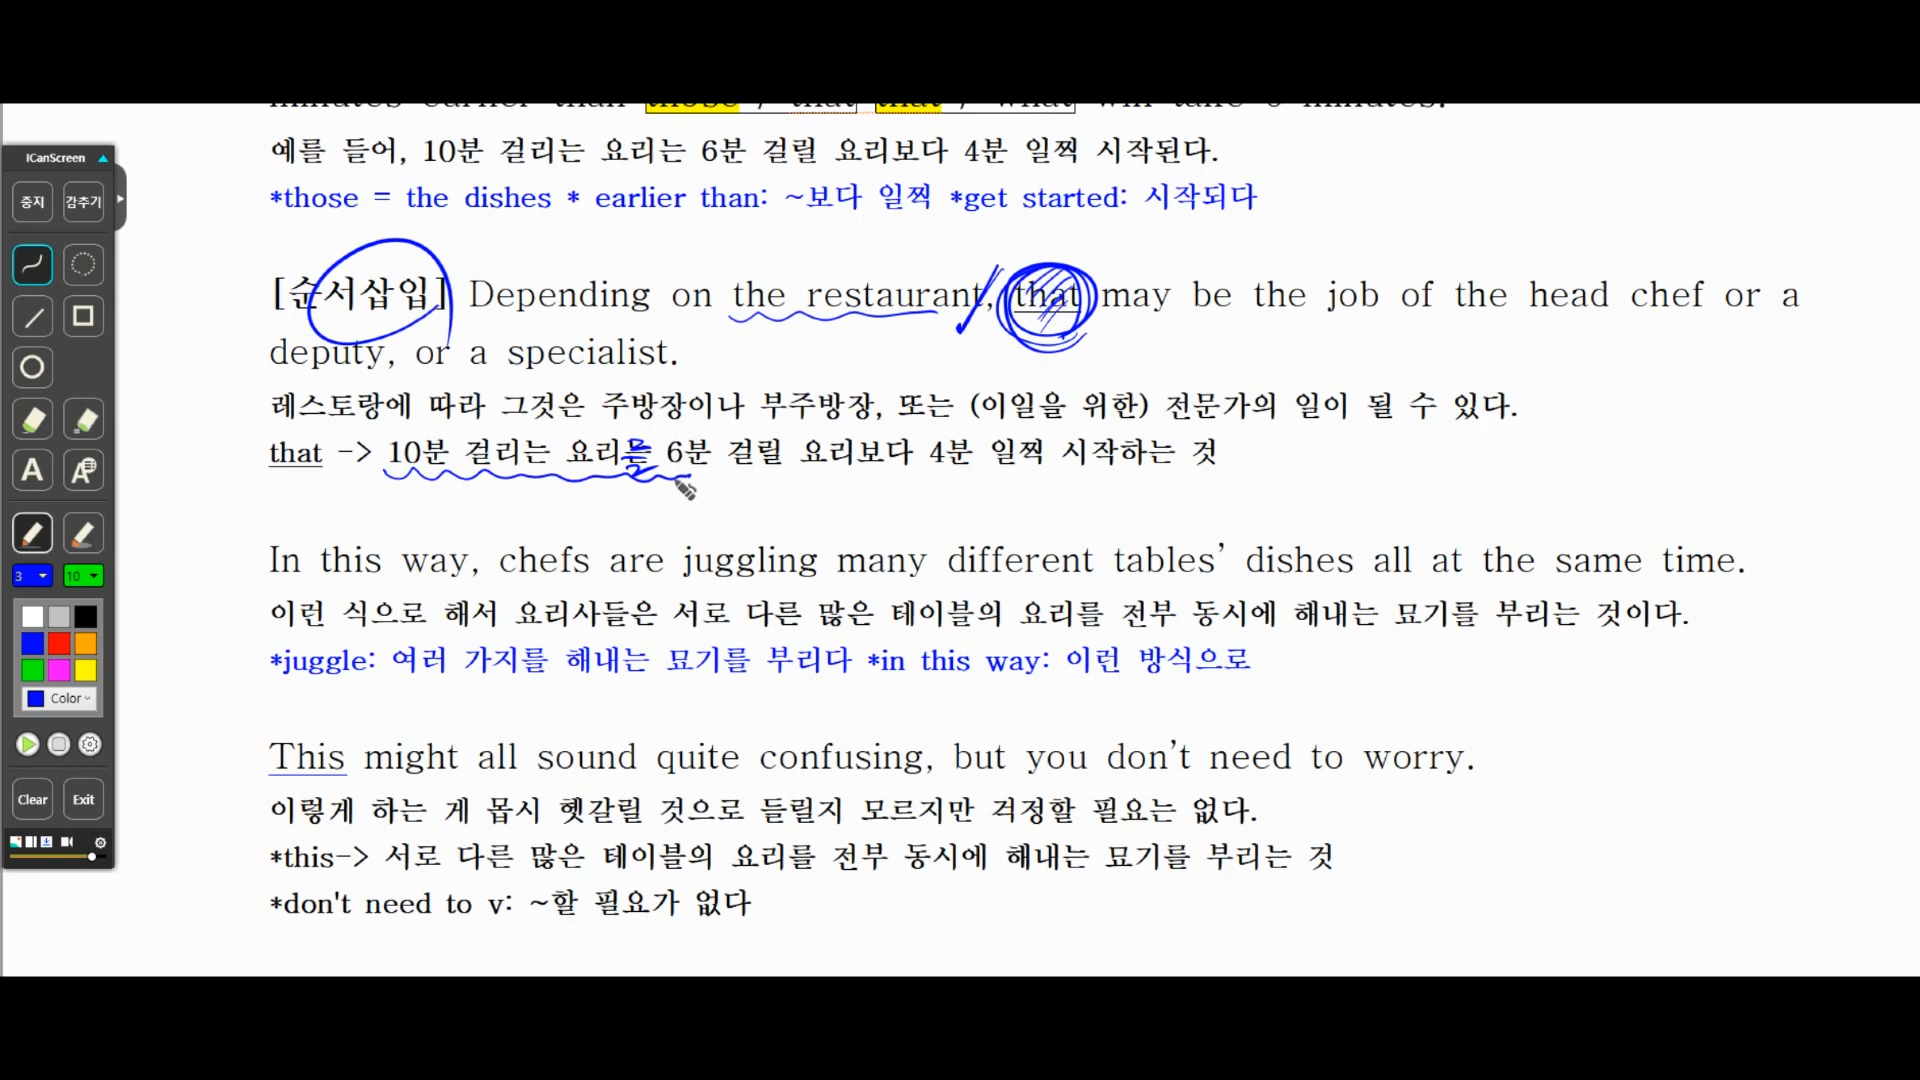 minutes earlier than those / that that / what will take 6 minutes.
예를 들어, 10분 걸리는 요리는 6분 걸릴 요리보다 4분 일찍 시작된다.
*those = the dishes * earlier than: ~보다 일찍 *get started: 시작되다
[순서삽입] Depending on the restaurant, that may be the job of the head chef or a
deputy, or a specialist.
레스토랑에 따라 그것은 주방장이나 부주방장, 또는 (이일을 위한) 전문가의 일이 될 수 있다.
that -> 10분 걸리는 요리를 6분 걸릴 요리보다 4분 일찍 시작하는 것
In this way, chefs are juggling many different tables’ dishes all at the same time.
이런 식으로 해서 요리사들은 서로 다른 많은 테이블의 요리를 전부 동시에 해내는 묘기를 부리는 것이다.
*juggle: 여러 가지를 해내는 묘기를 부리다 *in this way: 이런 방식으로
This might all sound quite confusing, but you don’t need to worry.
이렇게 하는 게 몹시 헷갈릴 것으로 들릴지 모르지만 걱정할 필요는 없다.
*this-> 서로 다른 많은 테이블의 요리를 전부 동시에 해내는 묘기를 부리는 것
*don't need to v: ~할 필요가 없다
ICanScreen
중지 감추기
A A
3 10
Color
Clear Exit